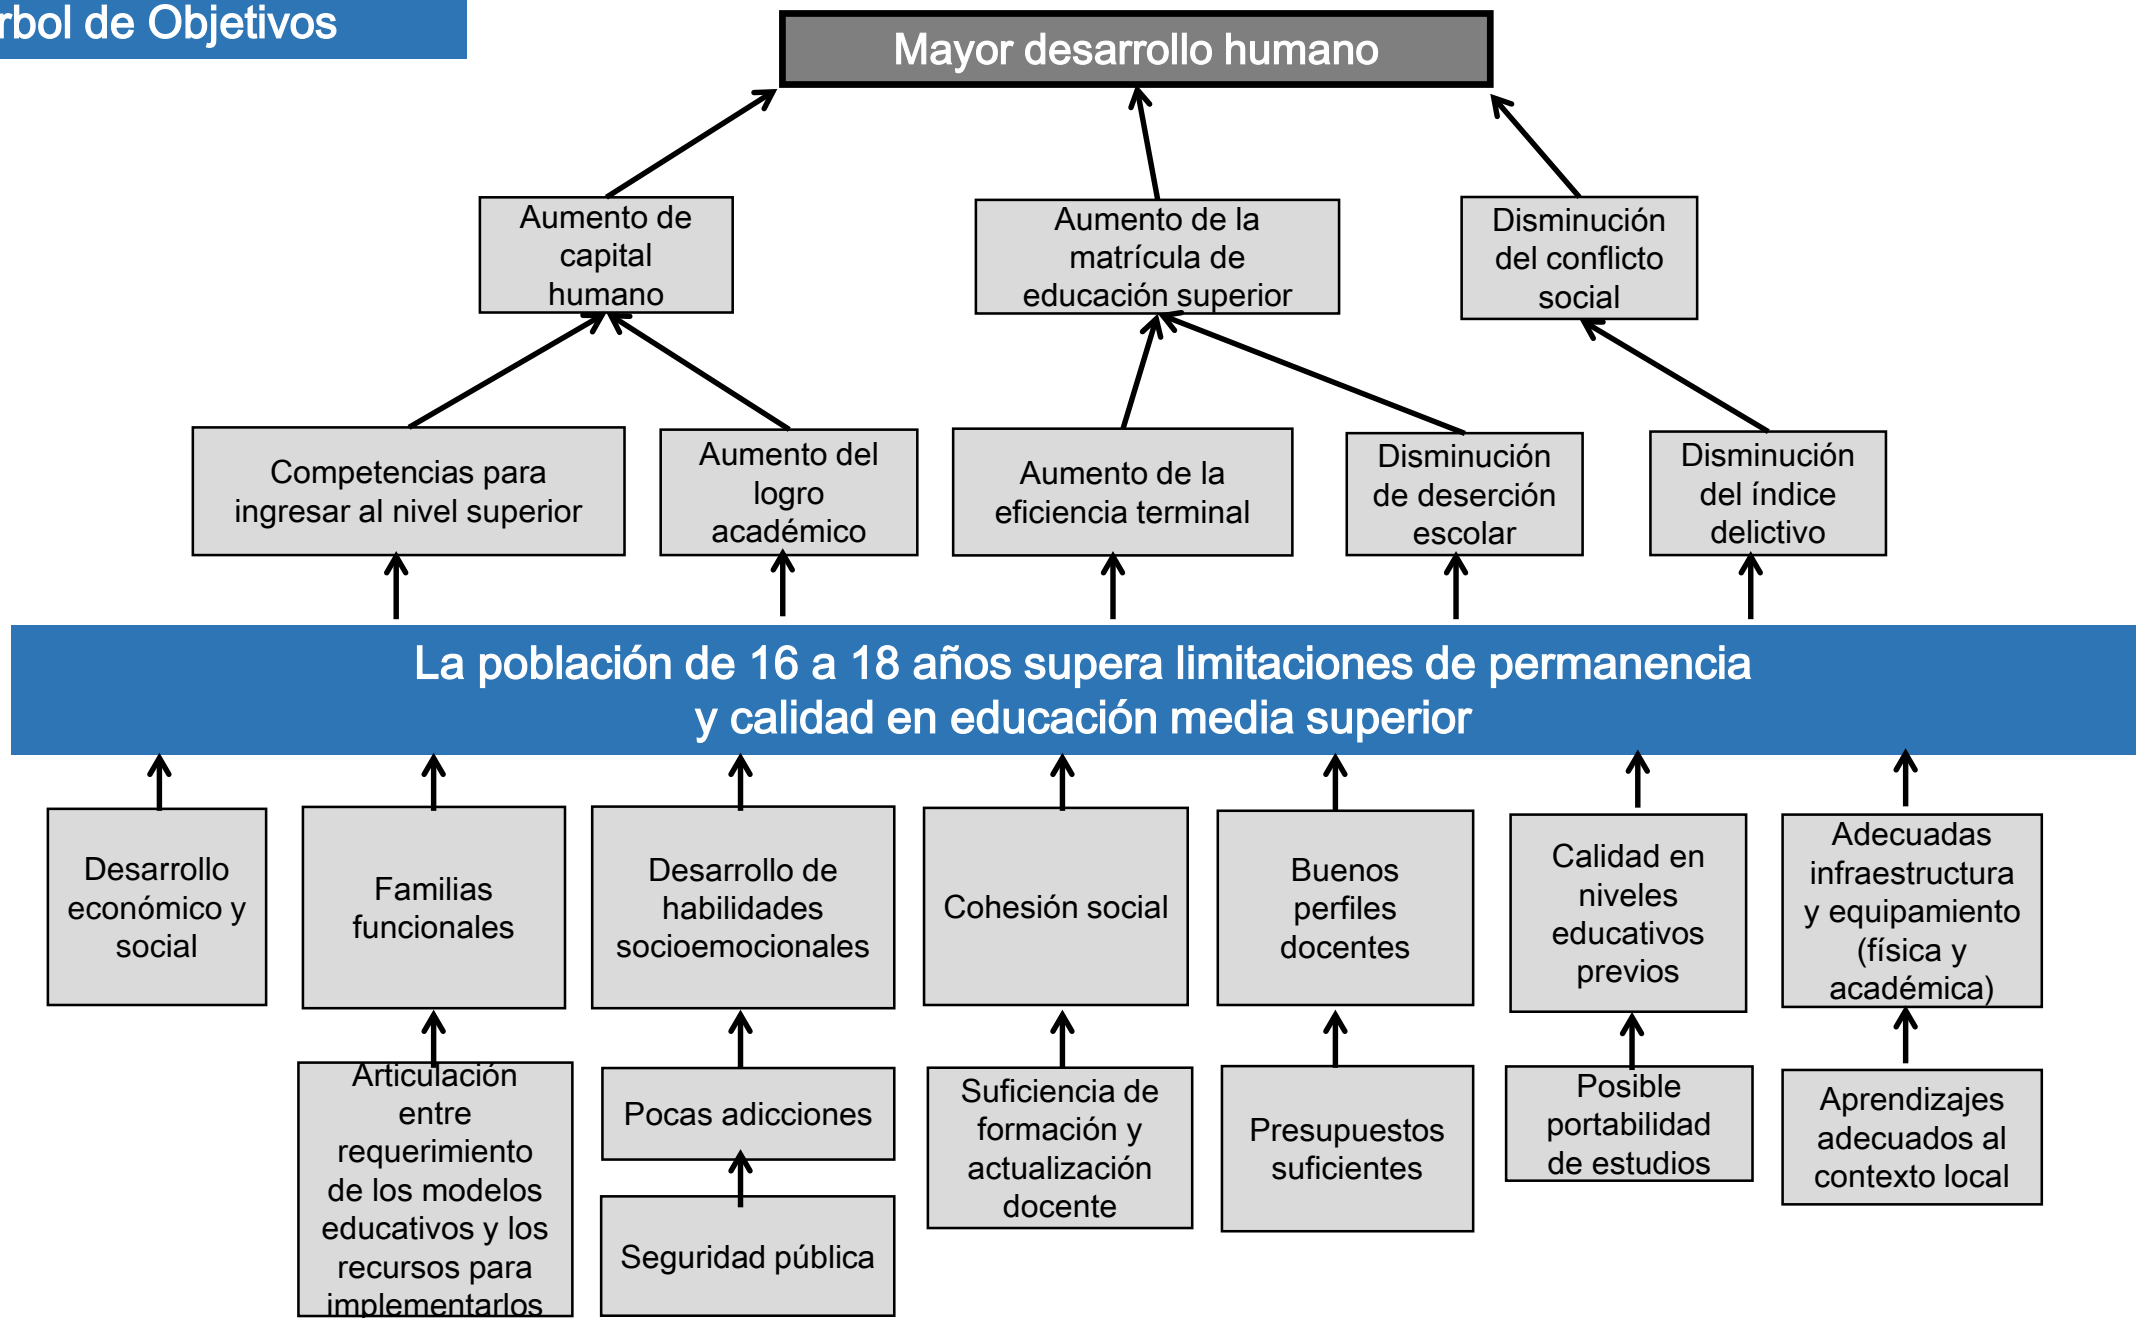 rbol de Objetivos
Mayor desarrollo humano
Aumento de
capital
humano
Aumento de la
matrícula de
educación superior
Disminución
del conflicto
social
Competencias para
ingresar al nivel superior
Aumento del
logro
académico
Aumento de la
eficiencia terminal
Disminución
de deserción
escolar
Disminución
del índice
delictivo
La población de 16 a 18 años supera limitaciones de permanencia
y calidad en educación media superior
Desarrollo
económico y
social
Familias
funcionales
Desarrollo de
habilidades
socioemocionales
Cohesión social
Buenos
perfiles
docentes
Calidad en
niveles
educativos
previos
Adecuadas
infraestructura
y equipamiento
(física y
académica)
Articulación
entre
requerimiento
de los modelos
educativos y los
recursos para
implementarlos
Pocas adicciones
Seguridad pública
Suficiencia de
formación y
actualización
docente
Presupuestos
suficientes
Posible
portabilidad
de estudios
Aprendizajes
adecuados al
contexto local